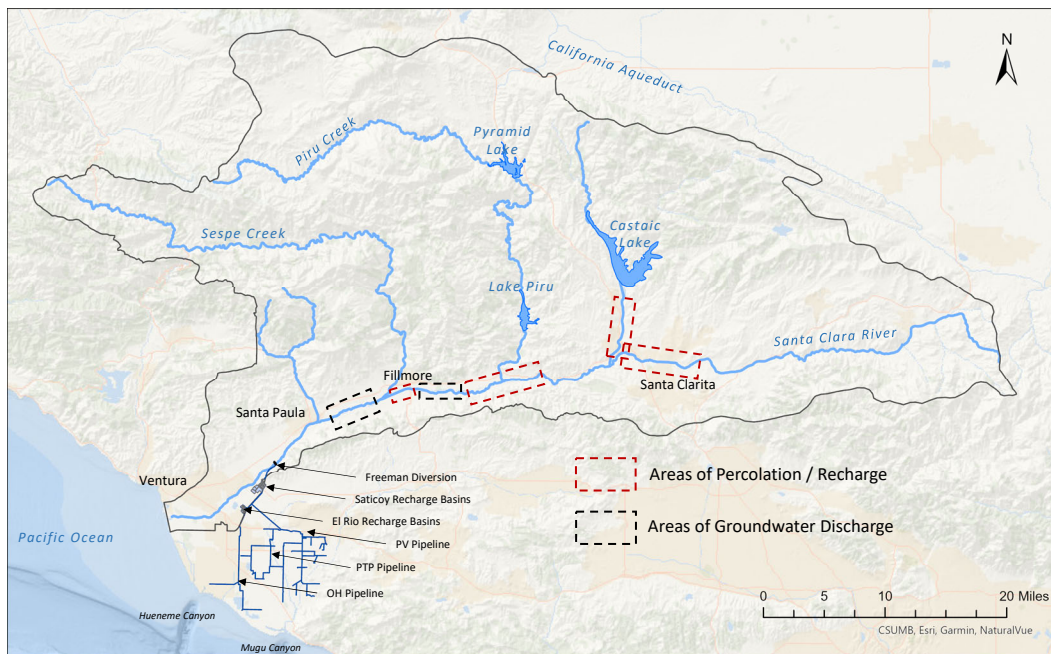 California Aqueduct
N
Piru Creek
Pyramid
Lake
Sespe Creek
Castaic
Lake
Lake Piru
Santa Clara River
Fillmore
Santa Clarita
Santa Paula
Freeman Diversion
Ventura
Saticoy Recharge Basins
El Rio Recharge Basins
PV Pipeline
PTP Pipeline
OH Pipeline
Pacific Ocean
Hueneme Canyon
Mugu Canyon
Areas of Percolation / Recharge
Areas of Groundwater Discharge
0 5 10 20 Miles
CSUMB, Esri, Garmin, NaturalVue